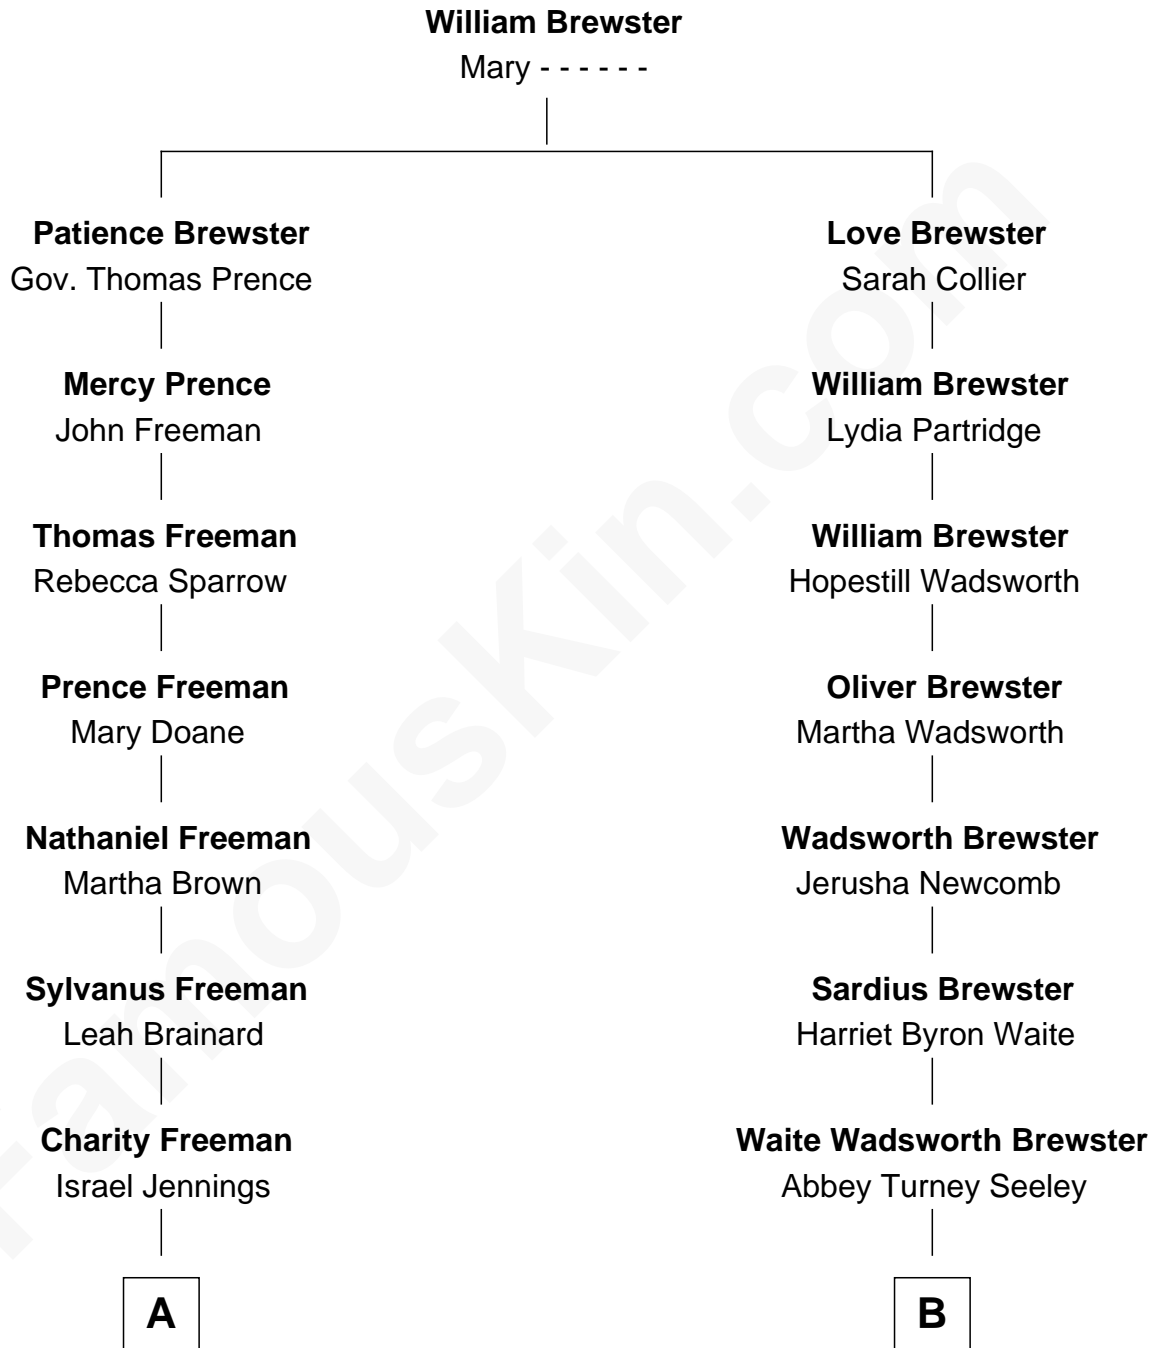 William Brewster
Mary - - - - - -
Patience Brewster
Gov. Thomas Prence
Love Brewster
Sarah Collier
Mercy Prence
John Freeman
William Brewster
Lydia Partridge
Thomas Freeman
Rebecca Sparrow
William Brewster
Hopestill Wadsworth
Prence Freeman
Mary Doane
Oliver Brewster
Martha Wadsworth
Nathaniel Freeman
Martha Brown
Wadsworth Brewster
Jerusha Newcomb
Sylvanus Freeman
Leah Brainard
Sardius Brewster
Harriet Byron Waite
Charity Freeman
Israel Jennings
Waite Wadsworth Brewster
Abbey Turney Seeley
A
B
FamousKin.com